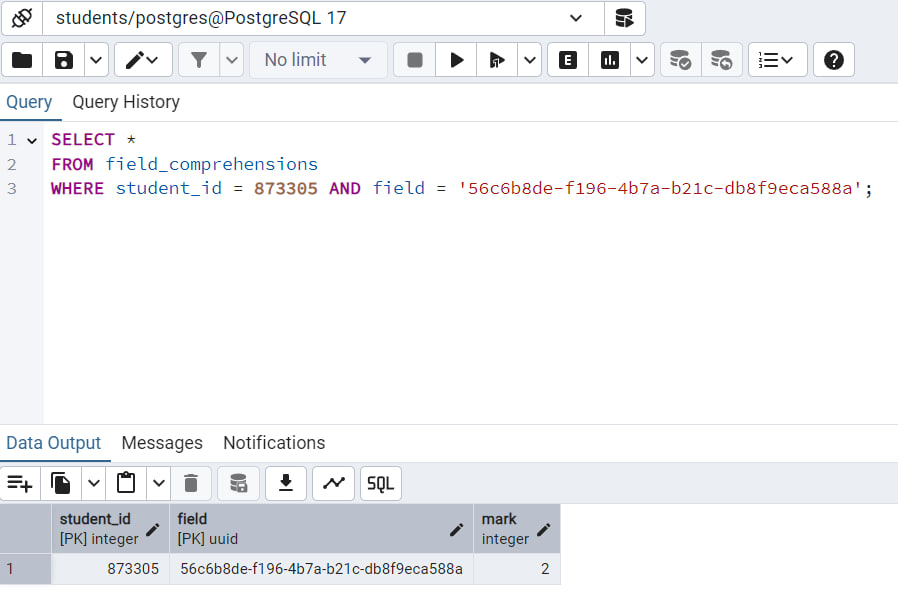 students/postgres@PostgreSQL 17
No limit
E
Query Query History
1 SELECT *
2 FROM field_comprehensions
3 WHERE student_id = 873305 AND field = '56c6b8de-f196-4b7a-b21c-db8f9eca588a';
Data Output Messages Notifications
SQL
student_id field mark
[PK] integer [PK] uuid integer
1 873305 56c6b8de-f196-4b7a-b21c-db8f9eca588a 2